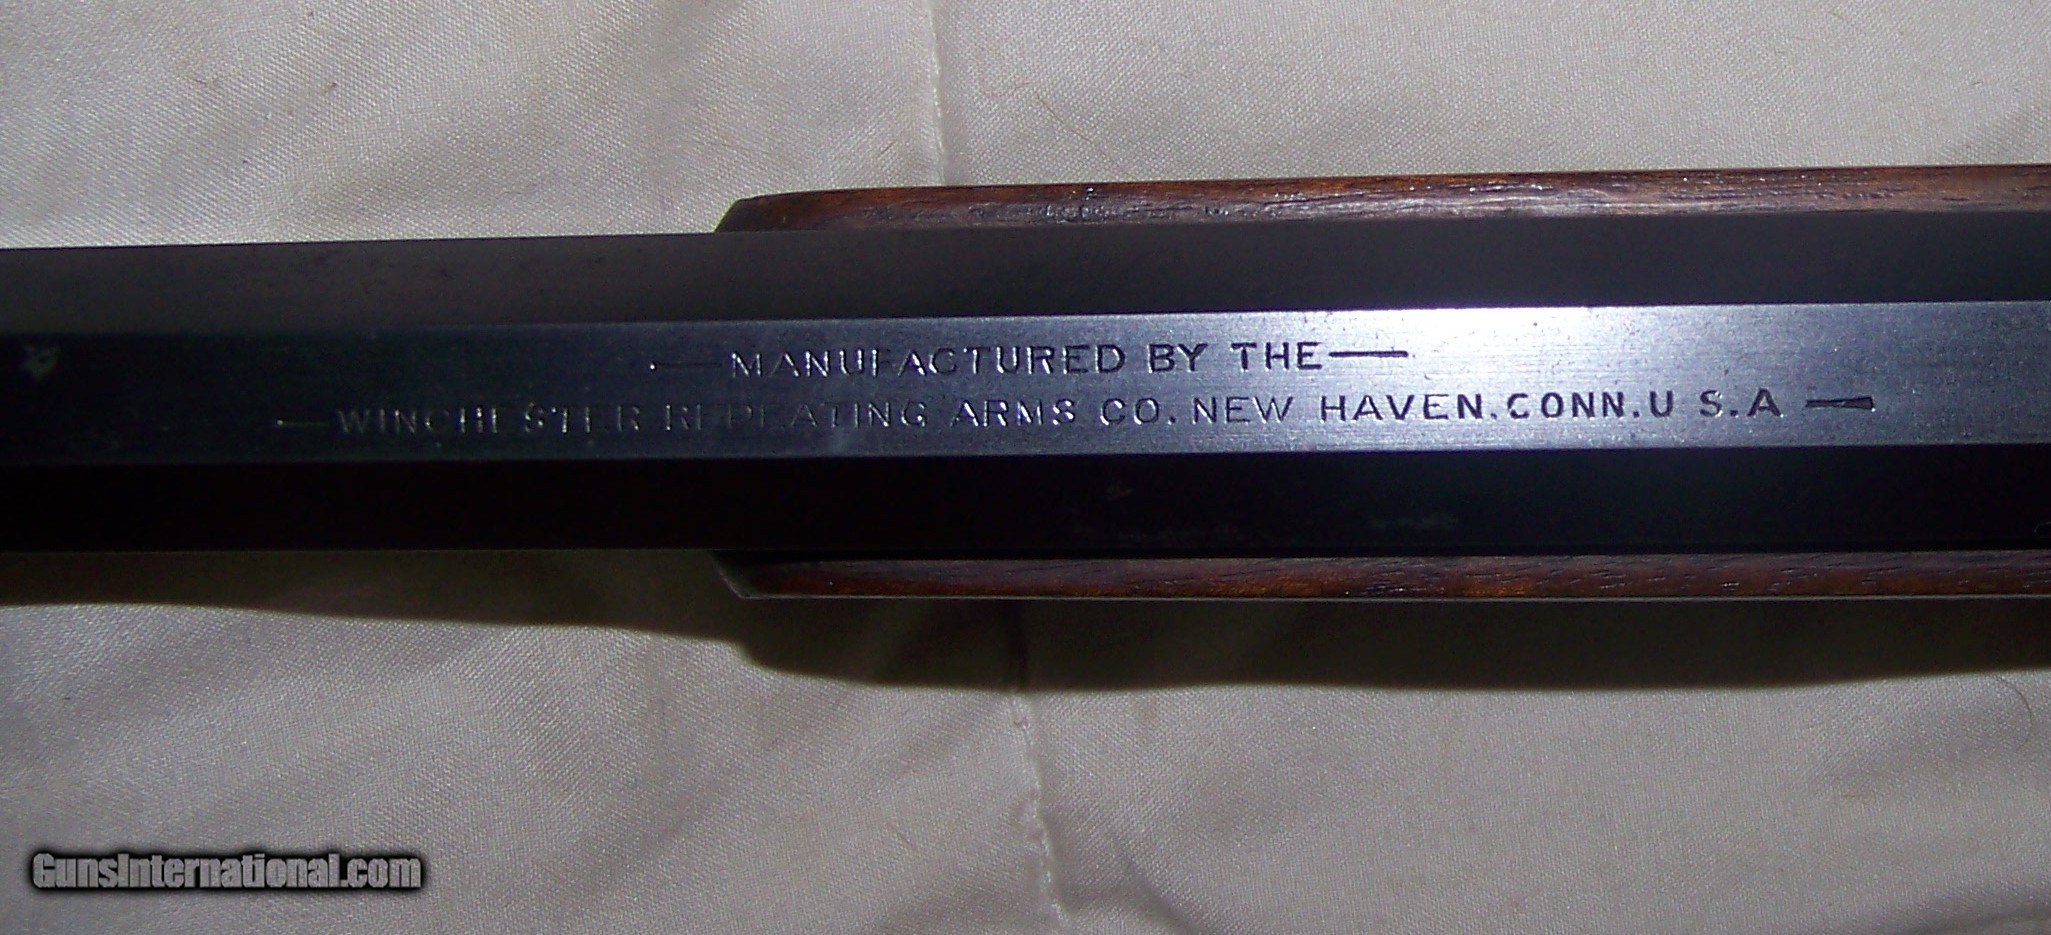 —MANUFACTURED BY THE—
—WINCHESTER REPEATING ARMS CO. NEW HAVEN.CONN.U S.A—
GunsInternational.com